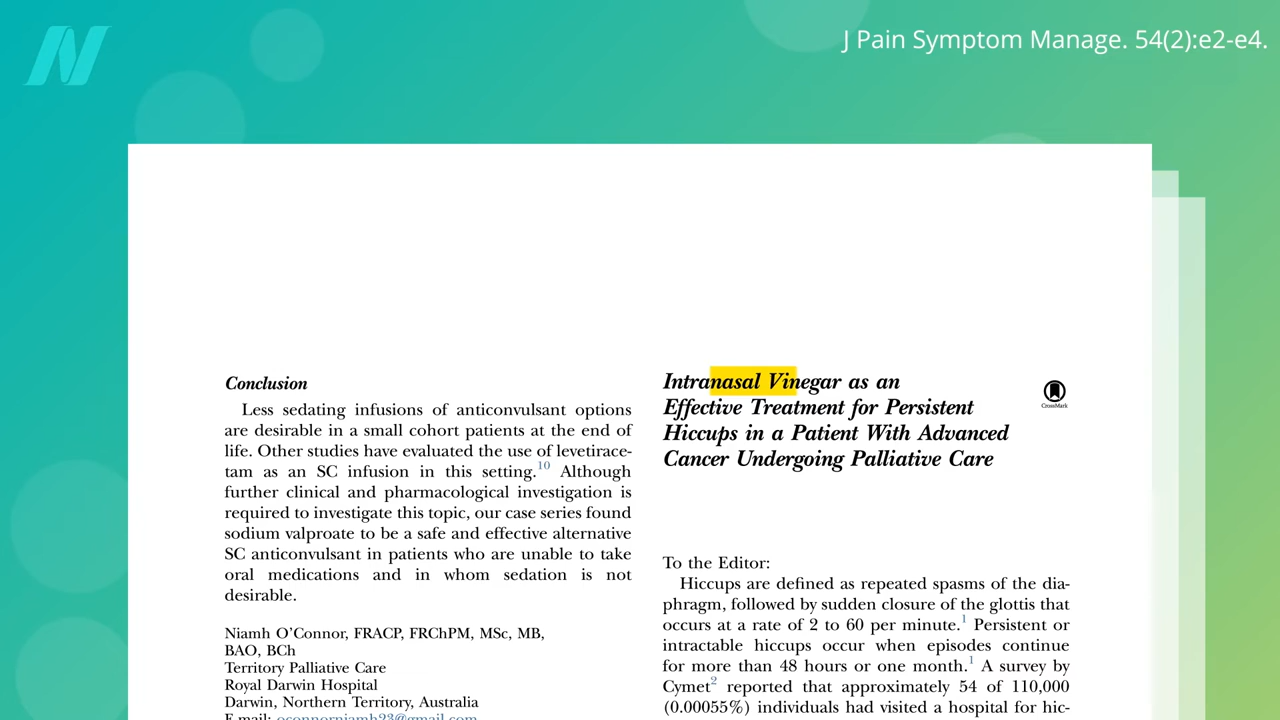 J Pain Symptom Manage. 54(2):e2-e4.
Conclusion
Less sedating infusions of anticonvulsant options
are desirable in a small cohort patients at the end of
life. Other studies have evaluated the use of levetirace-
tam as an SC infusion in this setting.10 Although
further clinical and pharmacological investigation is
required to investigate this topic, our case series found
sodium valproate to be a safe and effective alternative
SC anticonvulsant in patients who are unable to take
oral medications and in whom sedation is not
desirable.
Niamh O'Connor, FRACP, FRChPM, MSc, MB,
BAO, BCh
Territory Palliative Care
Royal Darwin Hospital
Darwin, Northern Territory, Australia
E-mail: oconnorniamh23@gmail.com
Intranasal Vinegar as an
Effective Treatment for Persistent
Hiccups in a Patient With Advanced
Cancer Undergoing Palliative Care
CrossMark
To the Editor:
Hiccups are defined as repeated spasms of the dia-
phragm, followed by sudden closure of the glottis that
occurs at a rate of 2 to 60 per minute.1 Persistent or
intractable hiccups occur when episodes continue
for more than 48 hours or one month.1 A survey by
Cymet2 reported that approximately 54 of 110,000
(0.00055%) individuals had visited a hospital for hic-